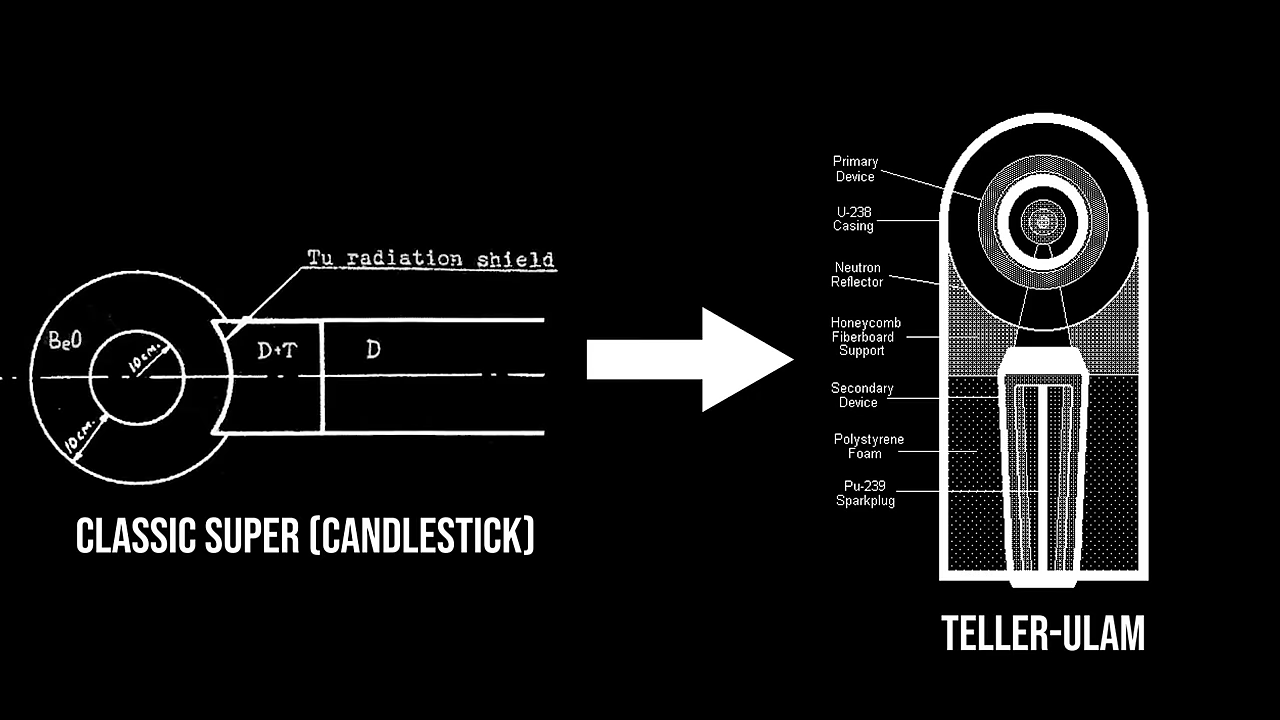 Tu radiation shield
BeO
10 cm.
10 cm.
D+T
D
CLASSIC SUPER (CANDLESTICK)
Primary
Device
U-238
Casing
Neutron
Reflector
Honeycomb
Fiberboard
Support
Secondary
Device
Polystyrene
Foam
Pu-239
Sparkplug
TELLER-ULAM